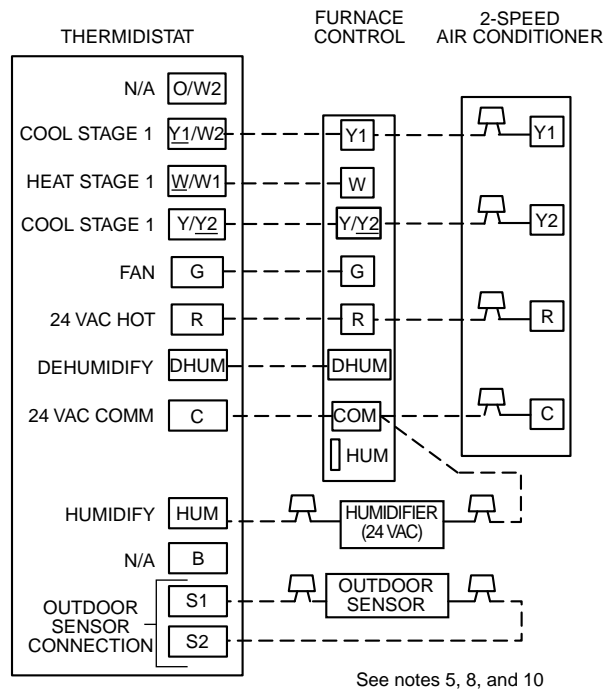 THERMIDISTAT
FURNACE
CONTROL
2-SPEED
AIR CONDITIONER
N/A O/W2
COOL STAGE 1 Y1/W2 Y1 Y1
HEAT STAGE 1 W/W1 W
COOL STAGE 1 Y/Y2 Y/Y2 Y2
FAN G G
24 VAC HOT R R R
DEHUMIDIFY DHUM DHUM
24 VAC COMM C COM C
HUM
HUMIDIFY HUM HUMIDIFIER
(24 VAC)
N/A B
OUTDOOR
SENSOR
CONNECTION
S1
S2
OUTDOOR
SENSOR
See notes 5, 8, and 10